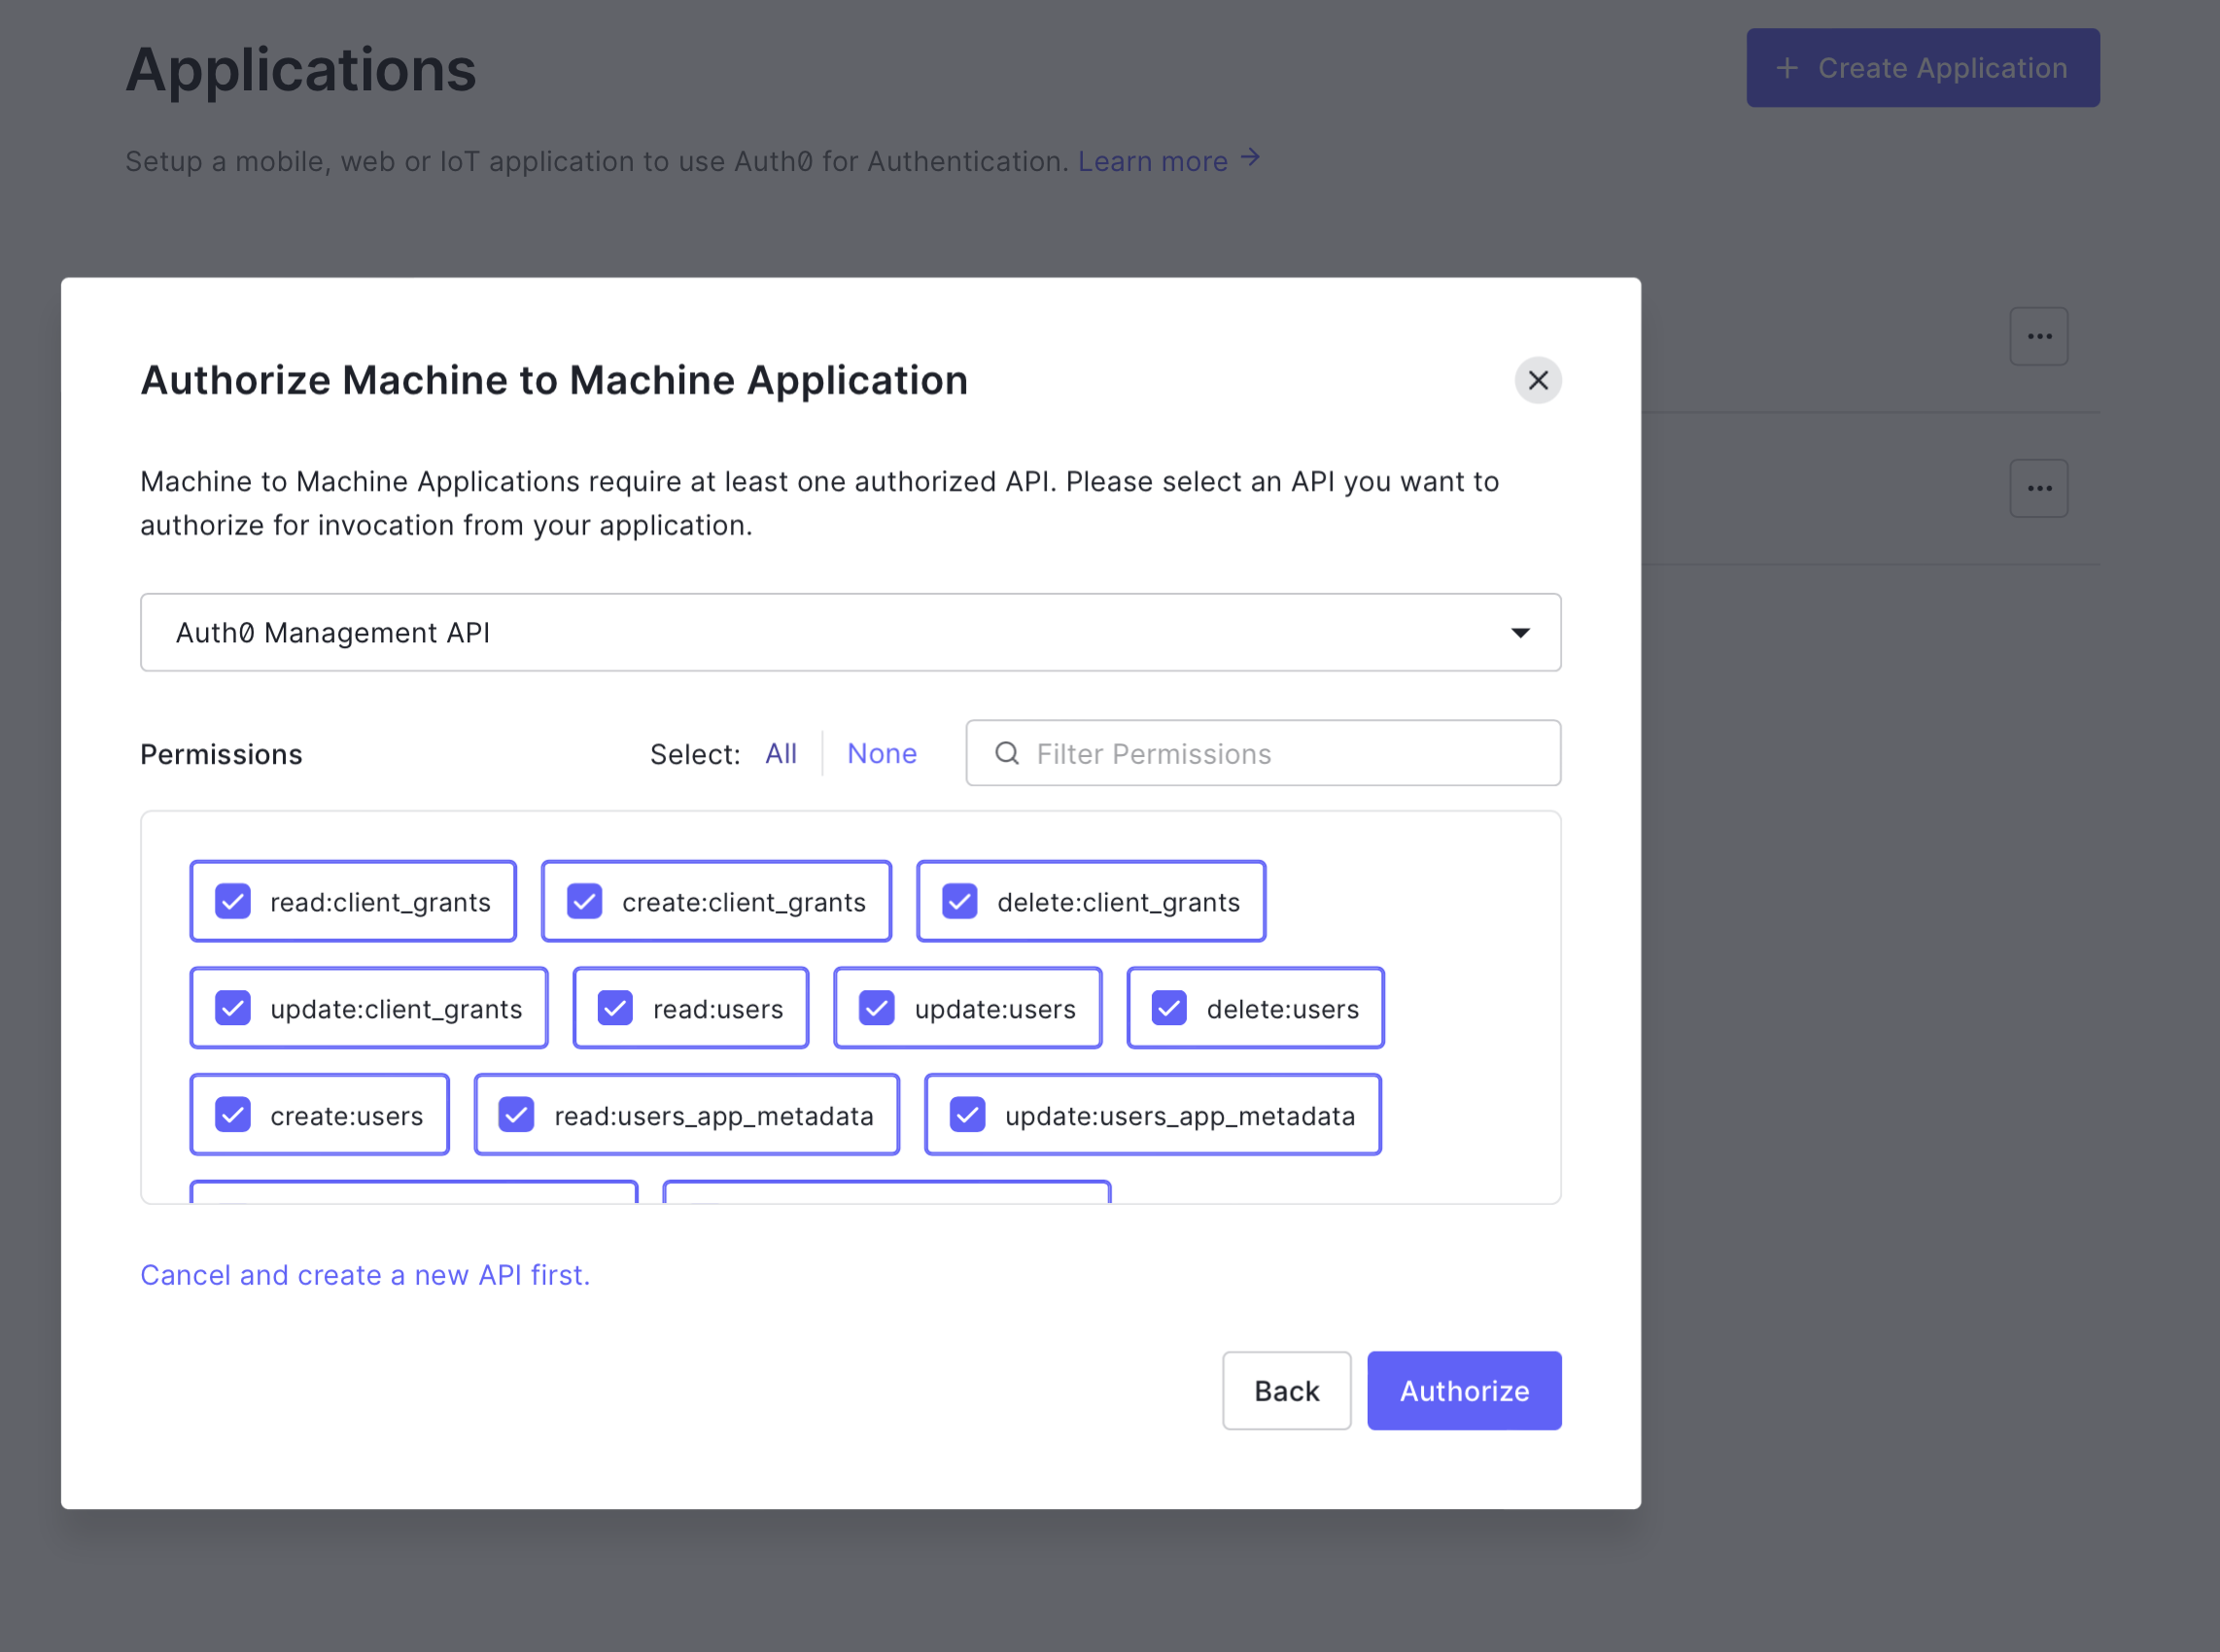 Applications
+ Create Application
Setup a mobile, web or IoT application to use Auth0 for Authentication. Learn more →
Authorize Machine to Machine Application
Machine to Machine Applications require at least one authorized API. Please select an API you want to
authorize for invocation from your application.
Auth0 Management API
Permissions Select: All None Filter Permissions
read:client_grants create:client_grants delete:client_grants
update:client_grants read:users update:users delete:users
create:users read:users_app_metadata update:users_app_metadata
Cancel and create a new API first.
Back Authorize